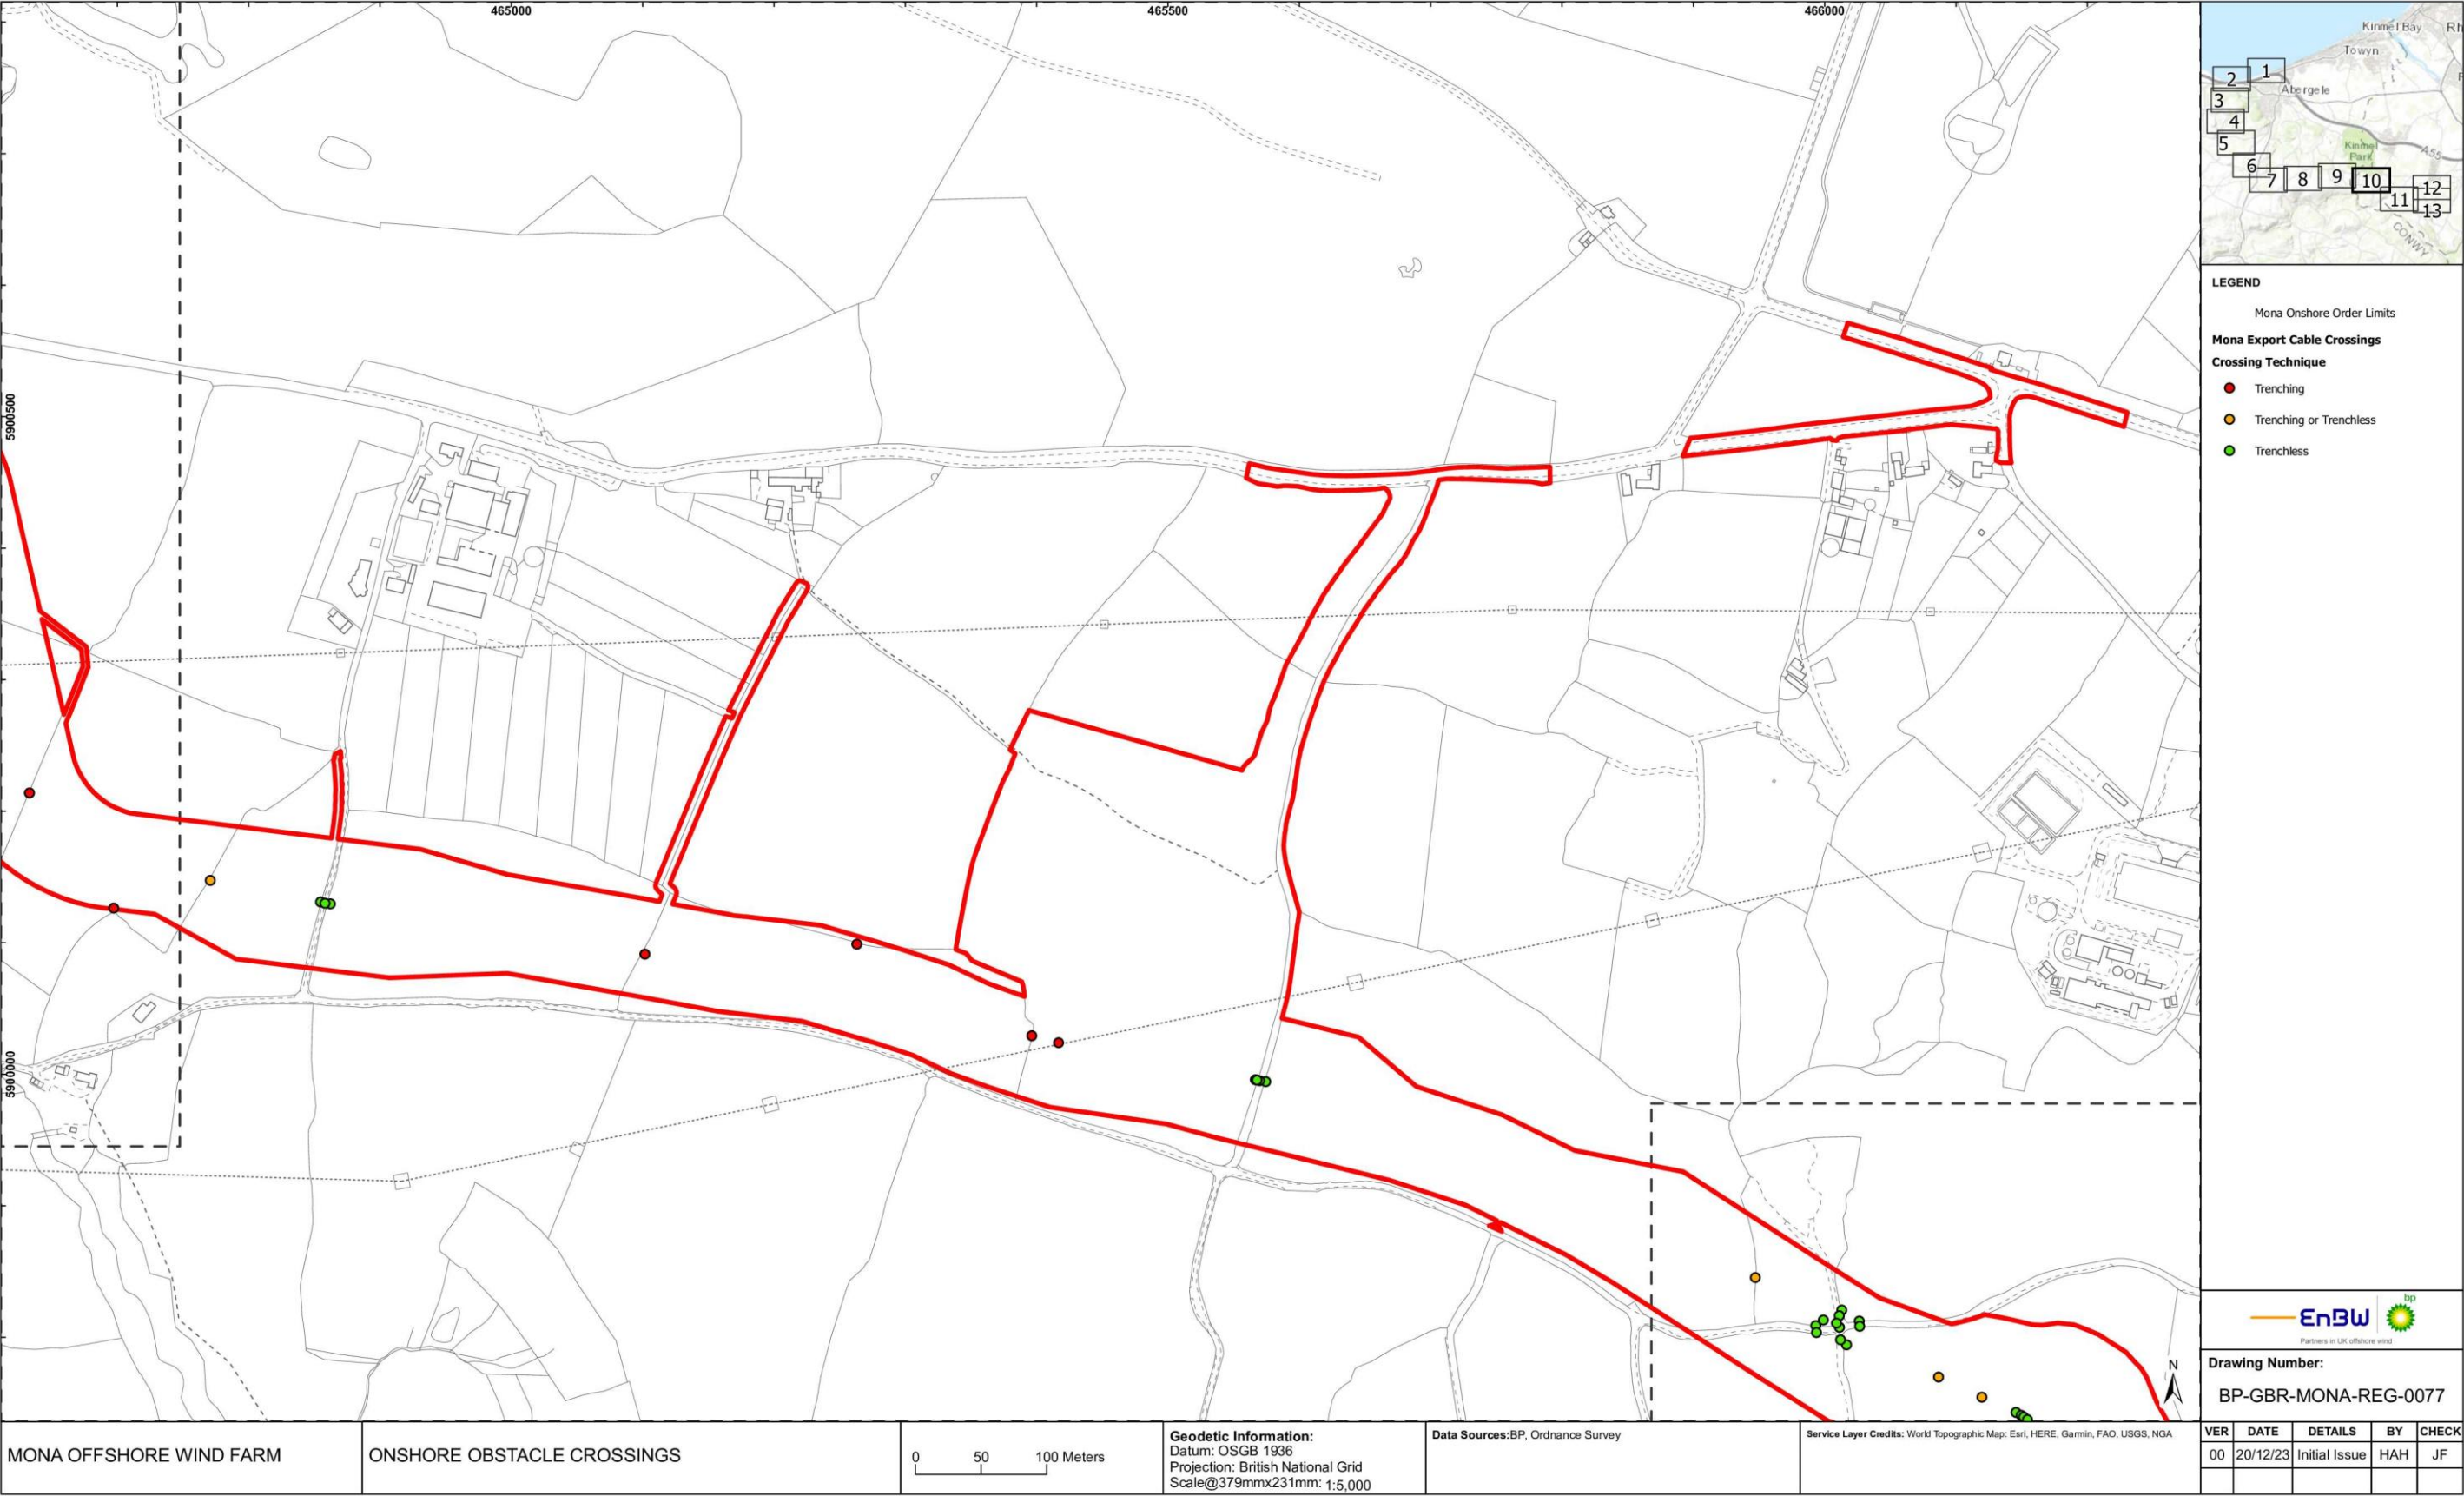 465000
465500
466000
5900500
5900000
Kinmel Bay
Rh
Towyn
Abergele
Kinmel
Park
A55
CONWY
1
2
3
4
5
6
7
8
9
10
11
12
13
LEGEND
Mona Onshore Order Limits
Mona Export Cable Crossings
Crossing Technique
Trenching
Trenching or Trenchless
Trenchless
N
EnBW
bp
Partners in UK offshore wind
Drawing Number:
BP-GBR-MONA-REG-0077
VER DATE DETAILS BY CHECK
00 20/12/23 Initial Issue HAH JF
MONA OFFSHORE WIND FARM
ONSHORE OBSTACLE CROSSINGS
0 50 100 Meters
Geodetic Information:
Datum: OSGB 1936
Projection: British National Grid
Scale@379mmx231mm: 1:5,000
Data Sources:BP, Ordnance Survey
Service Layer Credits: World Topographic Map: Esri, HERE, Garmin, FAO, USGS, NGA